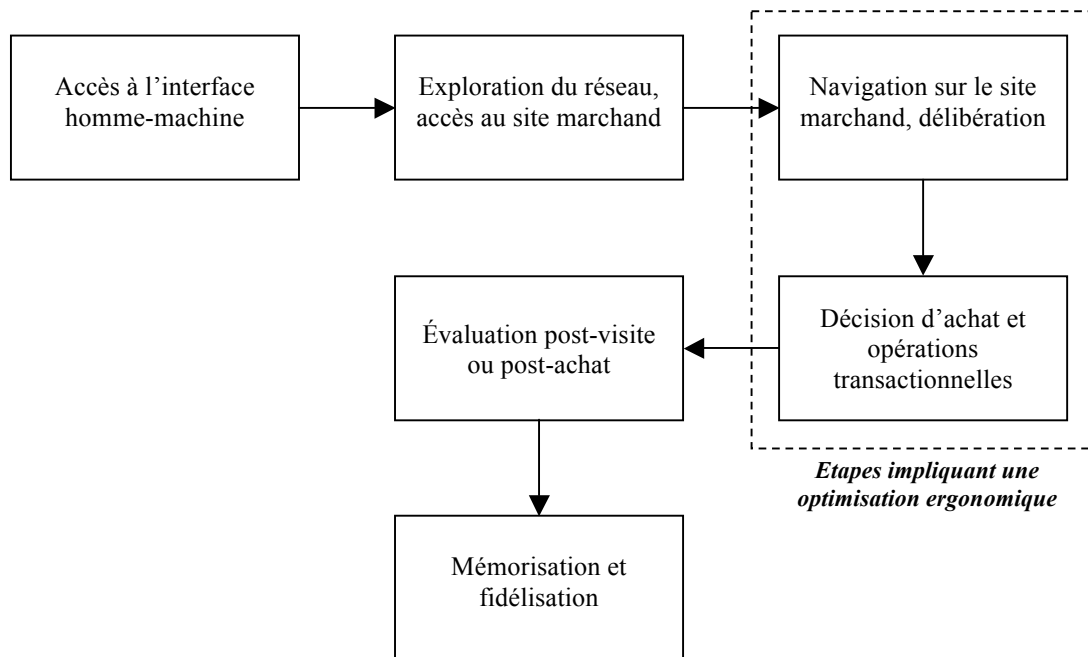 Accès à l’interface
homme-machine
Exploration du réseau,
accès au site marchand
Navigation sur le site
marchand, délibération
Décision d’achat et
opérations
transactionnelles
Évaluation post-visite
ou post-achat
Etapes impliquant une
optimisation ergonomique
Mémorisation et
fidélisation